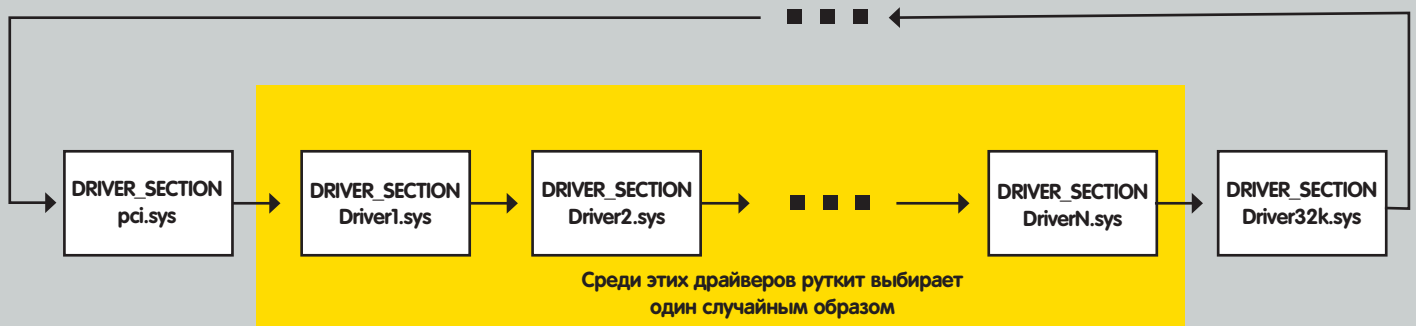 DRIVER_SECTION
pci.sys
DRIVER_SECTION
Driver1.sys
DRIVER_SECTION
Driver2.sys
DRIVER_SECTION
DriverN.sys
DRIVER_SECTION
Driver32k.sys
Среди этих драйверов руткит выбирает
один случайным образом